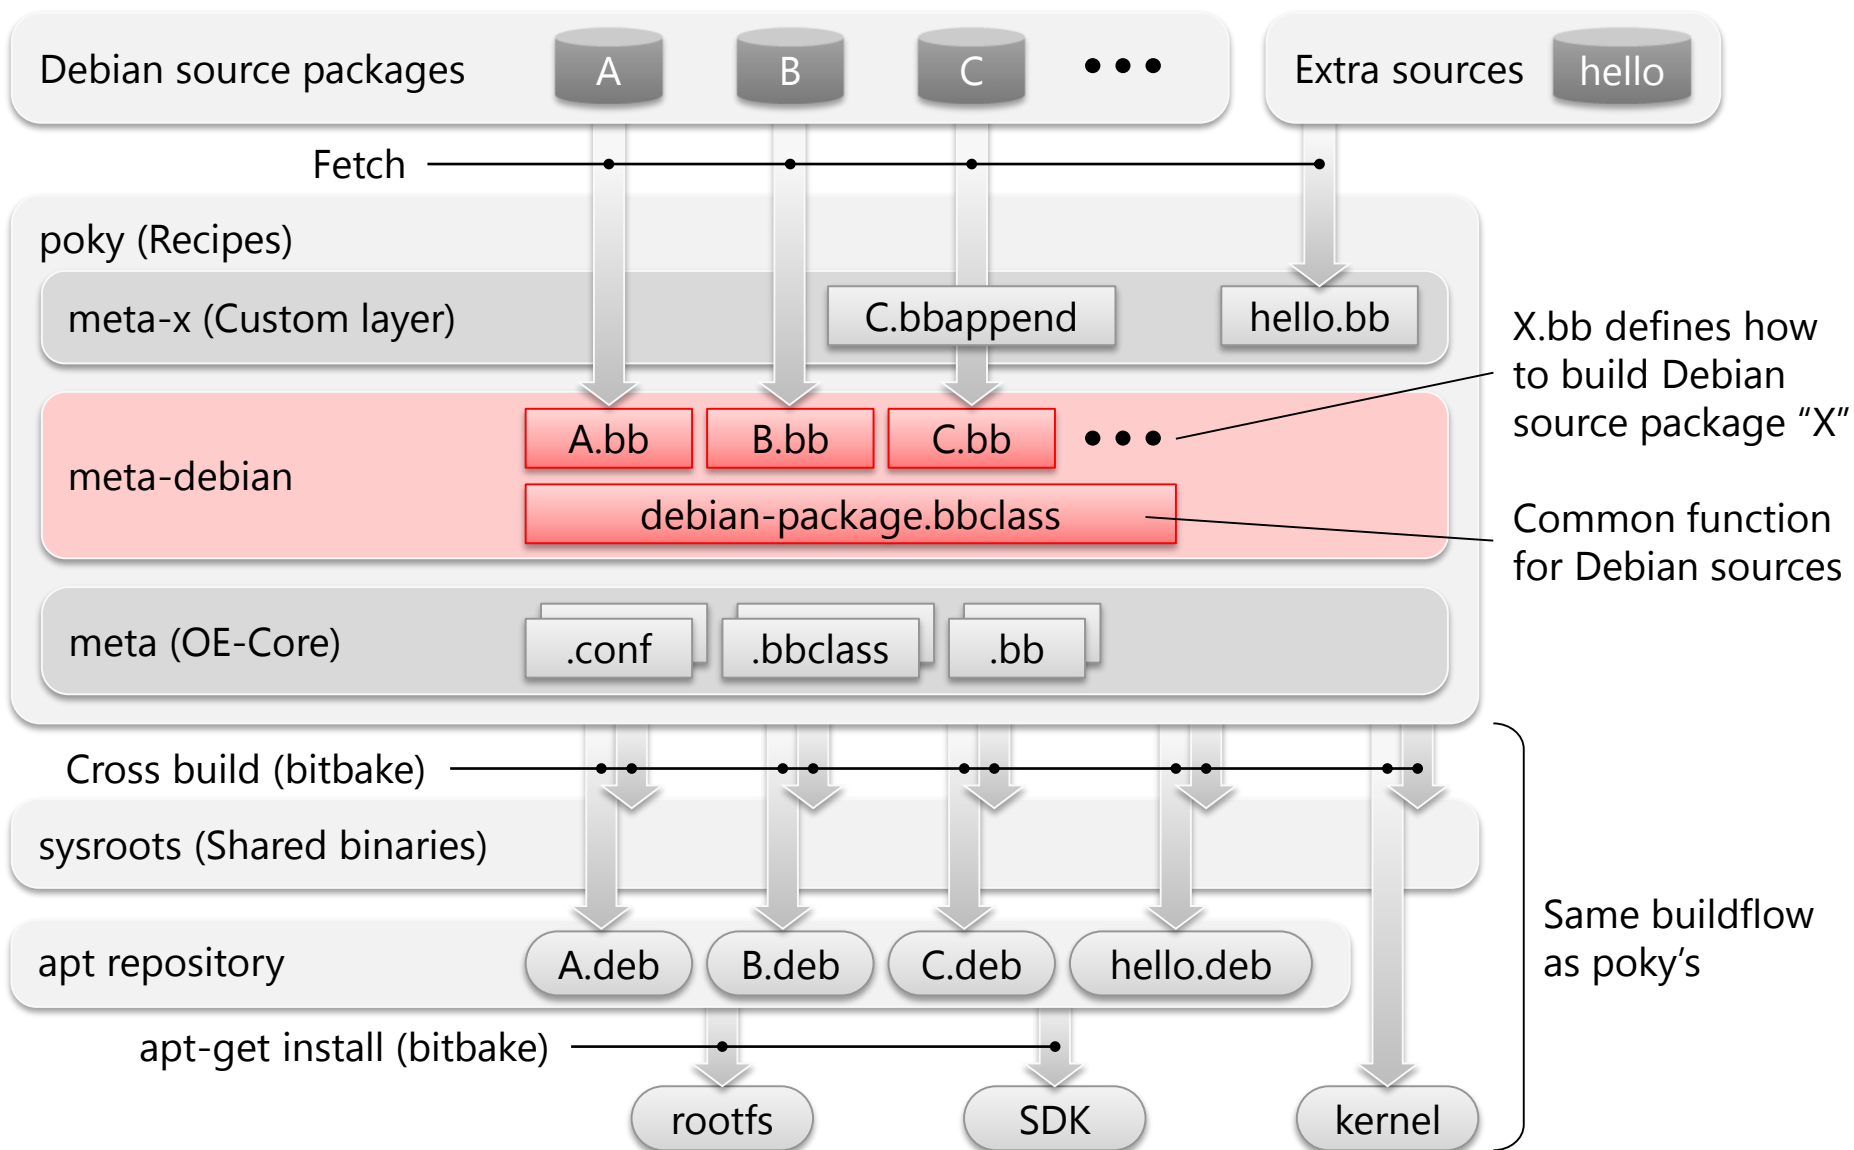 Debian source packages
A
B
C
•••
Extra sources
hello
Fetch
poky (Recipes)
meta-x (Custom layer)
C.bbappend
hello.bb
X.bb defines how
to build Debian
source package “X”
meta-debian
A.bb
B.bb
C.bb
•••
debian-package.bbclass
Common function
for Debian sources
meta (OE-Core)
.conf
.bbclass
.bb
Cross build (bitbake)
sysroots (Shared binaries)
Same buildflow
as poky’s
apt repository
A.deb
B.deb
C.deb
hello.deb
apt-get install (bitbake)
rootfs
SDK
kernel